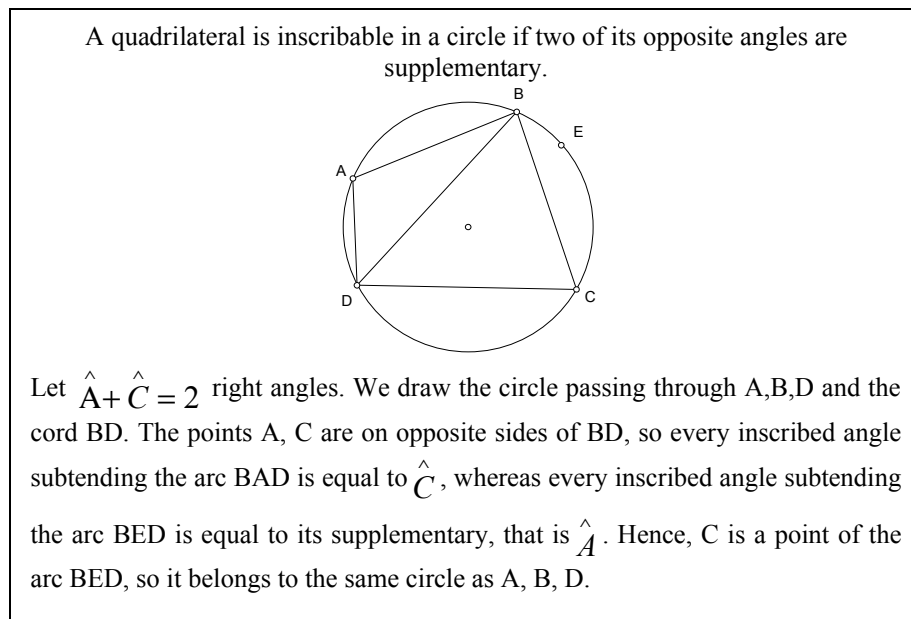 A quadrilateral is inscribable in a circle if two of its opposite angles are
supplementary.
B
E
A
D
C
Let Â + Ĉ = 2 right angles. We draw the circle passing through A,B,D and the
cord BD. The points A, C are on opposite sides of BD, so every inscribed angle
subtending the arc BAD is equal to Ĉ, whereas every inscribed angle subtending
the arc BED is equal to its supplementary, that is Â. Hence, C is a point of the
arc BED, so it belongs to the same circle as A, B, D.